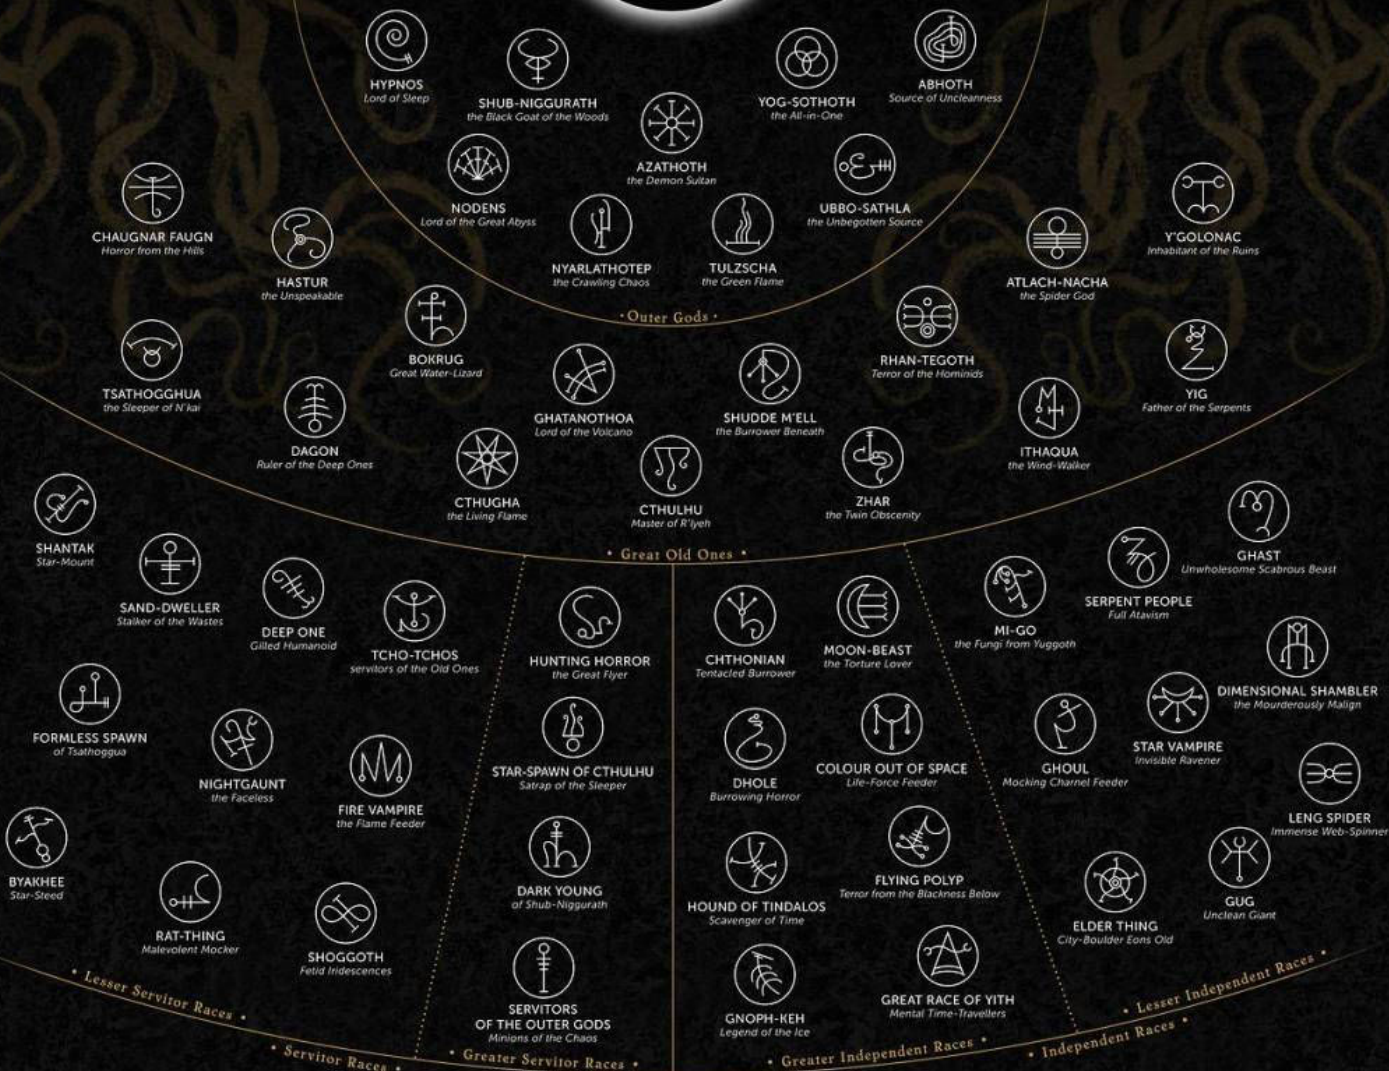 HYPNOS
Lord of Sleep
SHUB-NIGGURATH
the Black Goat of the Woods
AZATHOTH
the Demon Sultan
YOG-SOTHOTH
the All-in-One
ABHOTH
Source of Uncleanness
NODENS
Lord of the Great Abyss
NYARLATHOTEP
the Crawling Chaos
TULZSCHA
the Green Flame
UBBO-SATHLA
the Unbegotten Source
• Outer Gods •
CHAUGNAR FAUGN
Horror from the Hills
HASTUR
the Unspeakable
BOKRUG
Great Water-Lizard
RHAN-TEGOTH
Terror of the Hominids
ATLACH-NACHA
the Spider God
Y'GOLONAC
Inhabitant of the Ruins
TSATHOGGHUA
the Sleeper of N'kai
DAGON
Ruler of the Deep Ones
GHATANOTHOA
Lord of the Volcano
SHUDDE M'ELL
the Burrower Beneath
CTHUGHA
the Living Flame
CTHULHU
Master of R'lyeh
ZHAR
the Twin Obscenity
ITHAQUA
the Wind-Walker
YIG
Father of the Serpents
• Great Old Ones •
SHANTAK
Star-Mount
SAND-DWELLER
Stalker of the Wastes
DEEP ONE
Gilled Humanoid
TCHO-TCHOS
servitors of the Old Ones
FORMLESS SPAWN
of Tsathoggua
NIGHTGAUNT
the Faceless
FIRE VAMPIRE
the Flame Feeder
BYAKHEE
Star-Steed
RAT-THING
Malevolent Mocker
SHOGGOTH
Fetid Iridescences
• Lesser Servitor Races •
HUNTING HORROR
the Great Flyer
STAR-SPAWN OF CTHULHU
Satrap of the Sleeper
DARK YOUNG
of Shub-Niggurath
SERVITORS
OF THE OUTER GODS
Minions of the Chaos
• Greater Servitor Races •
• Servitor Races •
CHTHONIAN
Tentacled Burrower
MOON-BEAST
the Torture Lover
DHOLE
Burrowing Horror
COLOUR OUT OF SPACE
Life-Force Feeder
HOUND OF TINDALOS
Scavenger of Time
FLYING POLYP
Terror from the Blackness Below
GNOPH-KEH
Legend of the Ice
GREAT RACE OF YITH
Mental Time-Travellers
• Greater Independent Races •
MI-GO
the Fungi from Yuggoth
SERPENT PEOPLE
Full Atavism
GHAST
Unwholesome Scabrous Beast
DIMENSIONAL SHAMBLER
the Mourderously Malign
GHOUL
Mocking Charnel Feeder
STAR VAMPIRE
Invisible Ravener
LENG SPIDER
Immense Web-Spinner
ELDER THING
City-Boulder Eons Old
GUG
Unclean Giant
• Lesser Independent Races •
• Independent Races •